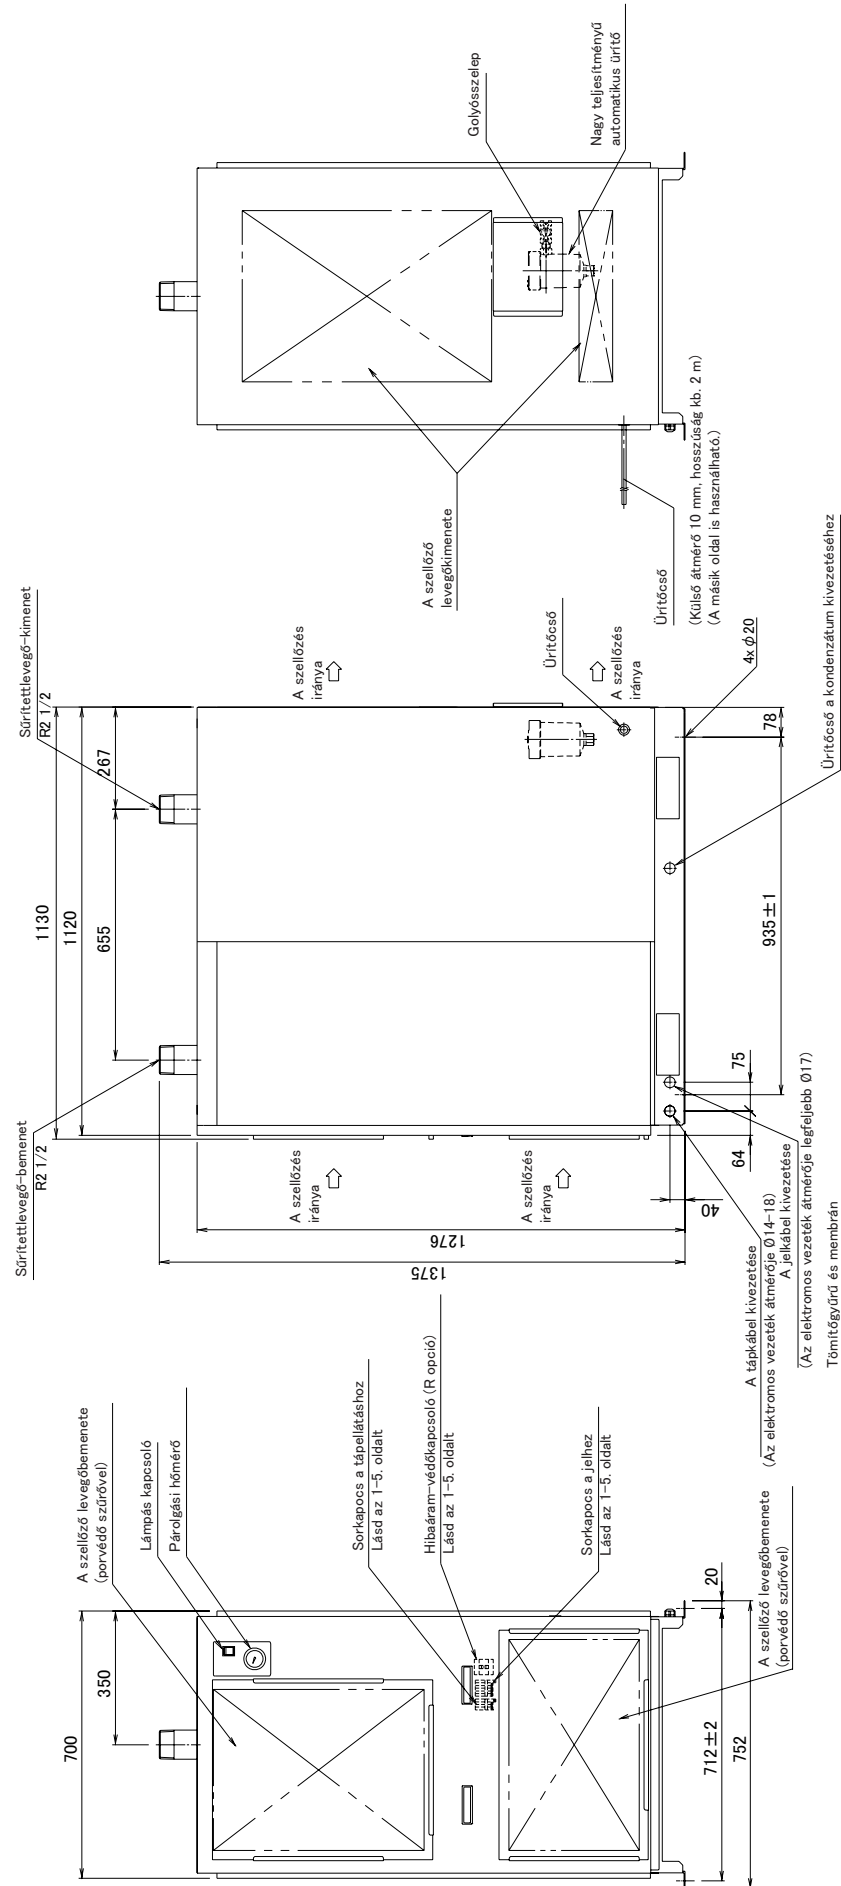 Golyósszelep
Nagy teljesítményű
automatikus ürítő
A szellőző
levegőkimenete
Ürítőcső
(Külső átmérő 10 mm, hosszúság kb. 2 m)
(A másik oldal is használható.)
Sűrítettlevegő-kimenet
R2 1/2
A szellőzés
iránya
Ürítőcső
A szellőzés
iránya
4x φ20
Ürítőcső a kondenzátum kivezetéséhez
1130
1120
267
655
78
935±1
75
64
40
1276
1375
Sűrítettlevegő-bemenet
R2 1/2
A szellőzés
iránya
A szellőzés
iránya
A tápkábel kivezetése
(Az elektromos vezeték átmérője Ø14-18)
A jelkábel kivezetése
(Az elektromos vezeték átmérője legfeljebb Ø17)
Tömítőgyűrű és membrán
A szellőző levegőbemenete
(porvédő szűrővel)
Lámpás kapcsoló
Párolgási hőmérő
Sorkapocs a tápellátáshoz
Lásd az 1-5. oldalt
Hibaáram-védőkapcsoló (R opció)
Lásd az 1-5. oldalt
Sorkapocs a jelhez
Lásd az 1-5. oldalt
A szellőző levegőbemenete
(porvédő szűrővel)
700
350
20
712±2
752